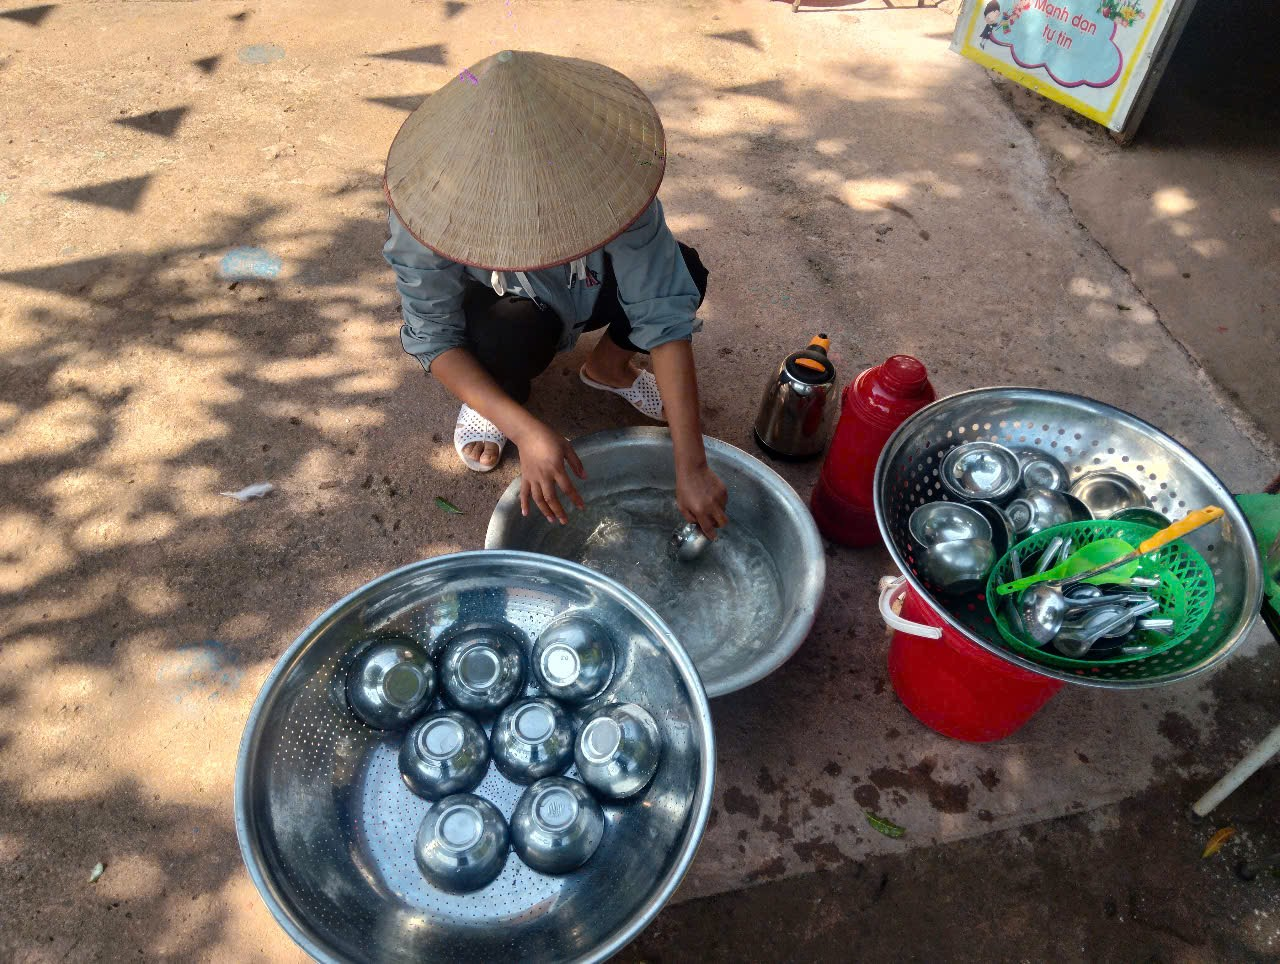 Mạnh dạn
tự tin